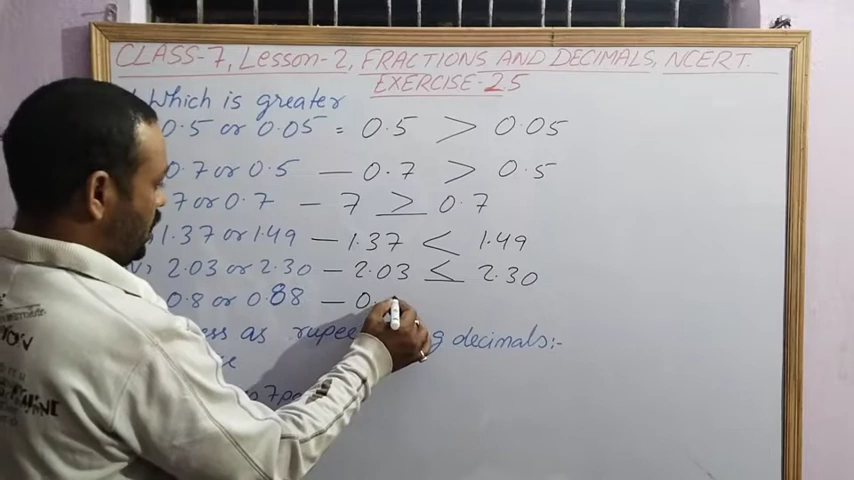 CLASS-7, Lesson-2, FRACTIONS AND DECIMALS, NCERT.
EXERCISE-2.5
Which is greater
0.5 or 0.05 = 0.5 > 0.05
0.7 or 0.5 — 0.7 > 0.5
7 or 0.7 — 7 > 0.7
1.37 or 1.49 — 1.37 < 1.49
2.03 or 2.30 — 2.03 < 2.30
0.8 or 0.88 — 0.
as rupee decimals:-